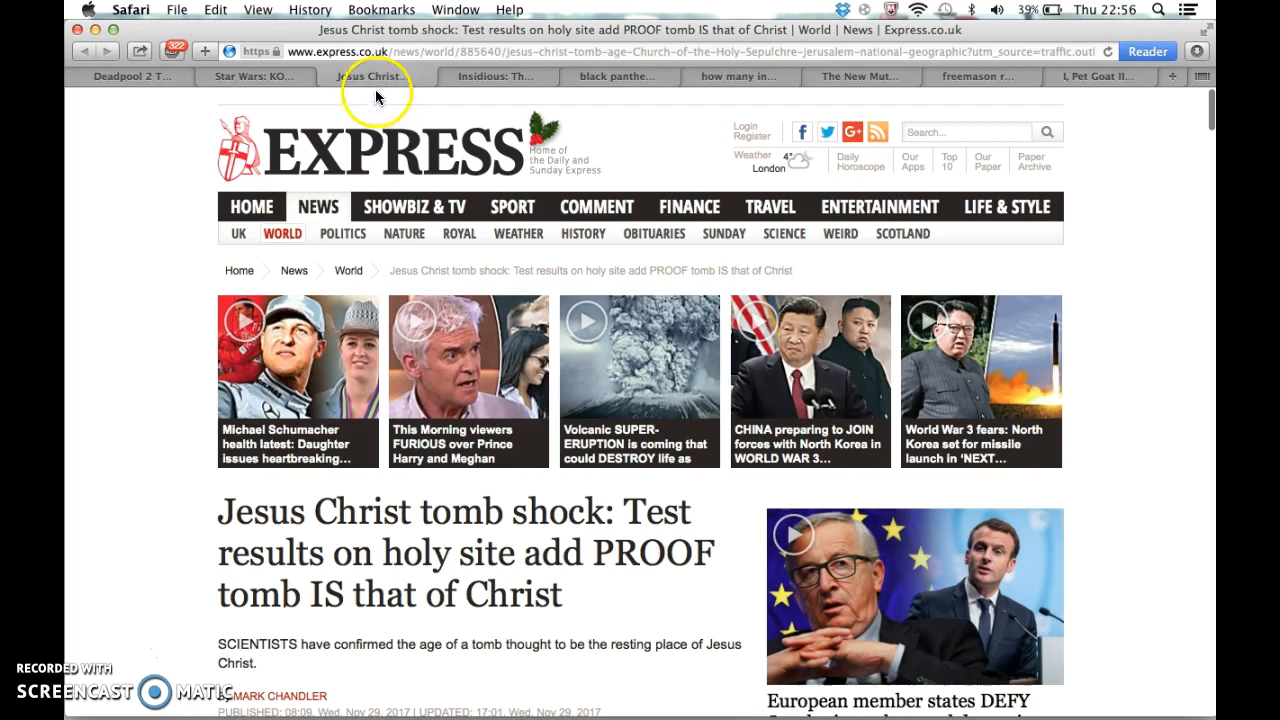 Safari File Edit View History Bookmarks Window Help 39% Thu 22:56
Jesus Christ tomb shock: Test results on holy site add PROOF tomb IS that of Christ | World | News | Express.co.uk
322 https www.express.co.uk/news/world/885640/jesus-christ-tomb-age-Church-of-the-Holy-Sepulchre-jerusalem-national-geographic?utm_source=traffic.outl Reader
Deadpool 2 T... Star Wars: KO... Jesus Christ... Insidious: Th... black panthe... how many in... The New Mut... freemason r... I, Pet Goat II...
EXPRESS
Home of
the Daily and
Sunday Express
Login
Register
Search...
Weather 4°
London
Daily
Horoscope
Our
Apps
Top
10
Our
Paper
Paper
Archive
HOME NEWS SHOWBIZ & TV SPORT COMMENT FINANCE TRAVEL ENTERTAINMENT LIFE & STYLE
UK WORLD POLITICS NATURE ROYAL WEATHER HISTORY OBITUARIES SUNDAY SCIENCE WEIRD SCOTLAND
Home News World Jesus Christ tomb shock: Test results on holy site add PROOF tomb IS that of Christ
Michael Schumacher
health latest: Daughter
issues heartbreaking...
This Morning viewers
FURIOUS over Prince
Harry and Meghan
Volcanic SUPER-
ERUPTION is coming that
could DESTROY life as
CHINA preparing to JOIN
forces with North Korea in
WORLD WAR 3...
World War 3 fears: North
Korea set for missile
launch in ‘NEXT...
Jesus Christ tomb shock: Test
results on holy site add PROOF
tomb IS that of Christ
SCIENTISTS have confirmed the age of a tomb thought to be the resting place of Jesus
Christ.
By MARK CHANDLER
PUBLISHED: 08:09, Wed, Nov 29, 2017 | UPDATED: 17:01, Wed, Nov 29, 2017
European member states DEFY
RECORDED WITH
SCREENCAST MATIC